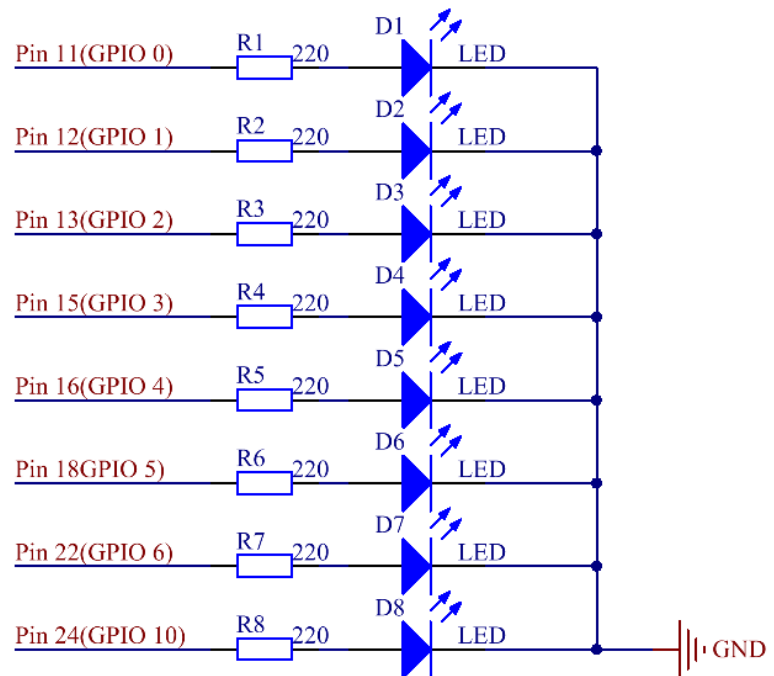 Pin 11(GPIO 0) R1 220 D1 LED
Pin 12(GPIO 1) R2 220 D2 LED
Pin 13(GPIO 2) R3 220 D3 LED
Pin 15(GPIO 3) R4 220 D4 LED
Pin 16(GPIO 4) R5 220 D5 LED
Pin 18GPIO 5) R6 220 D6 LED
Pin 22(GPIO 6) R7 220 D7 LED
Pin 24(GPIO 10) R8 220 D8 LED
GND